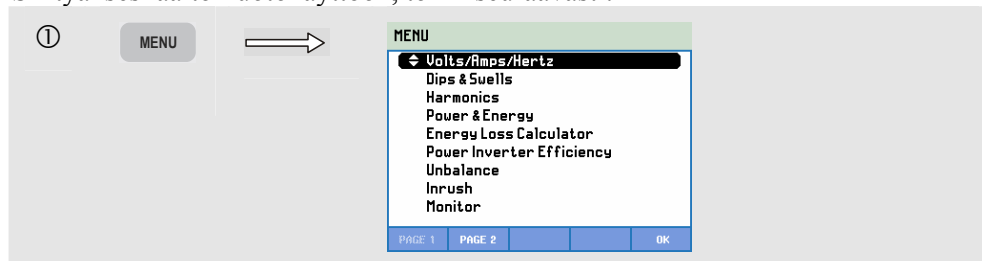 ①
MENU
MENU
Volts/Amps/Hertz
Dips & Swells
Harmonics
Power & Energy
Energy Loss Calculator
Power Inverter Efficiency
Unbalance
Inrush
Monitor
PAGE 1 PAGE 2 OK